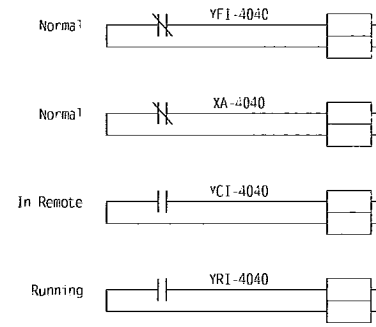 Normal YFI-4040
Normal XA-4040
In Remote YCI-4040
Running YRI-4040